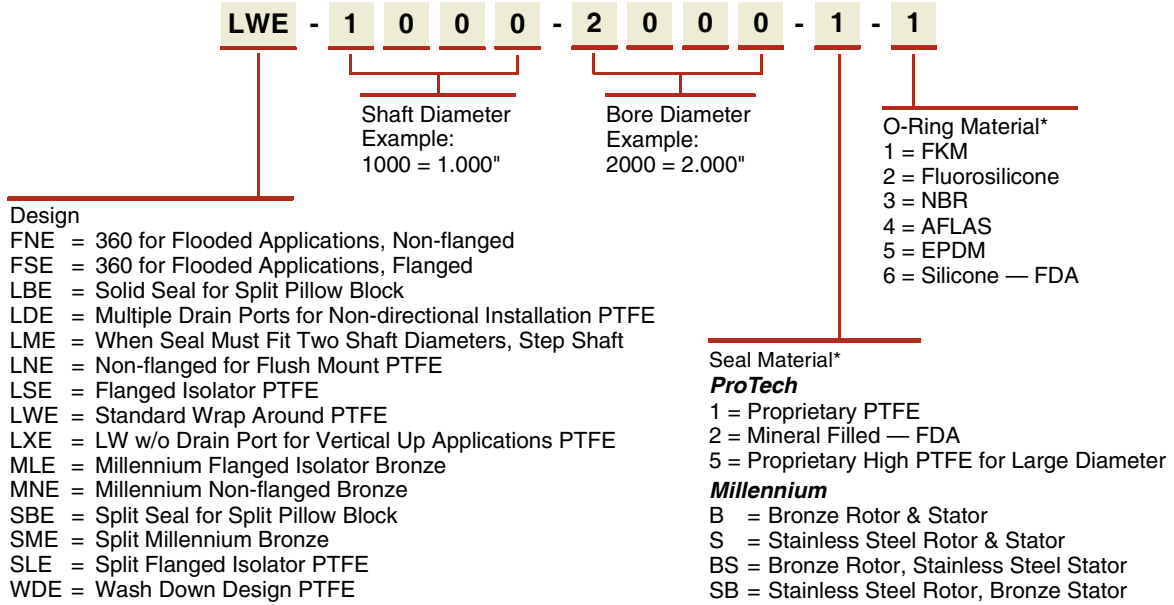 LWE - 1 0 0 0 - 2 0 0 0 - 1 - 1
Shaft Diameter
Example:
1000 = 1.000"
Bore Diameter
Example:
2000 = 2.000"
O-Ring Material*
1 = FKM
2 = Fluorosilicone
3 = NBR
4 = AFLAS
5 = EPDM
6 = Silicone — FDA
Design
FNE = 360 for Flooded Applications, Non-flanged
FSE = 360 for Flooded Applications, Flanged
LBE = Solid Seal for Split Pillow Block
LDE = Multiple Drain Ports for Non-directional Installation PTFE
LME = When Seal Must Fit Two Shaft Diameters, Step Shaft
LNE = Non-flanged for Flush Mount PTFE
LSE = Flanged Isolator PTFE
LWE = Standard Wrap Around PTFE
LXE = LW w/o Drain Port for Vertical Up Applications PTFE
MLE = Millennium Flanged Isolator Bronze
MNE = Millennium Non-flanged Bronze
SBE = Split Seal for Split Pillow Block
SME = Split Millennium Bronze
SLE = Split Flanged Isolator PTFE
WDE = Wash Down Design PTFE
Seal Material*
ProTech
1 = Proprietary PTFE
2 = Mineral Filled — FDA
5 = Proprietary High PTFE for Large Diameter
Millennium
B = Bronze Rotor & Stator
S = Stainless Steel Rotor & Stator
BS = Bronze Rotor, Stainless Steel Stator
SB = Stainless Steel Rotor, Bronze Stator